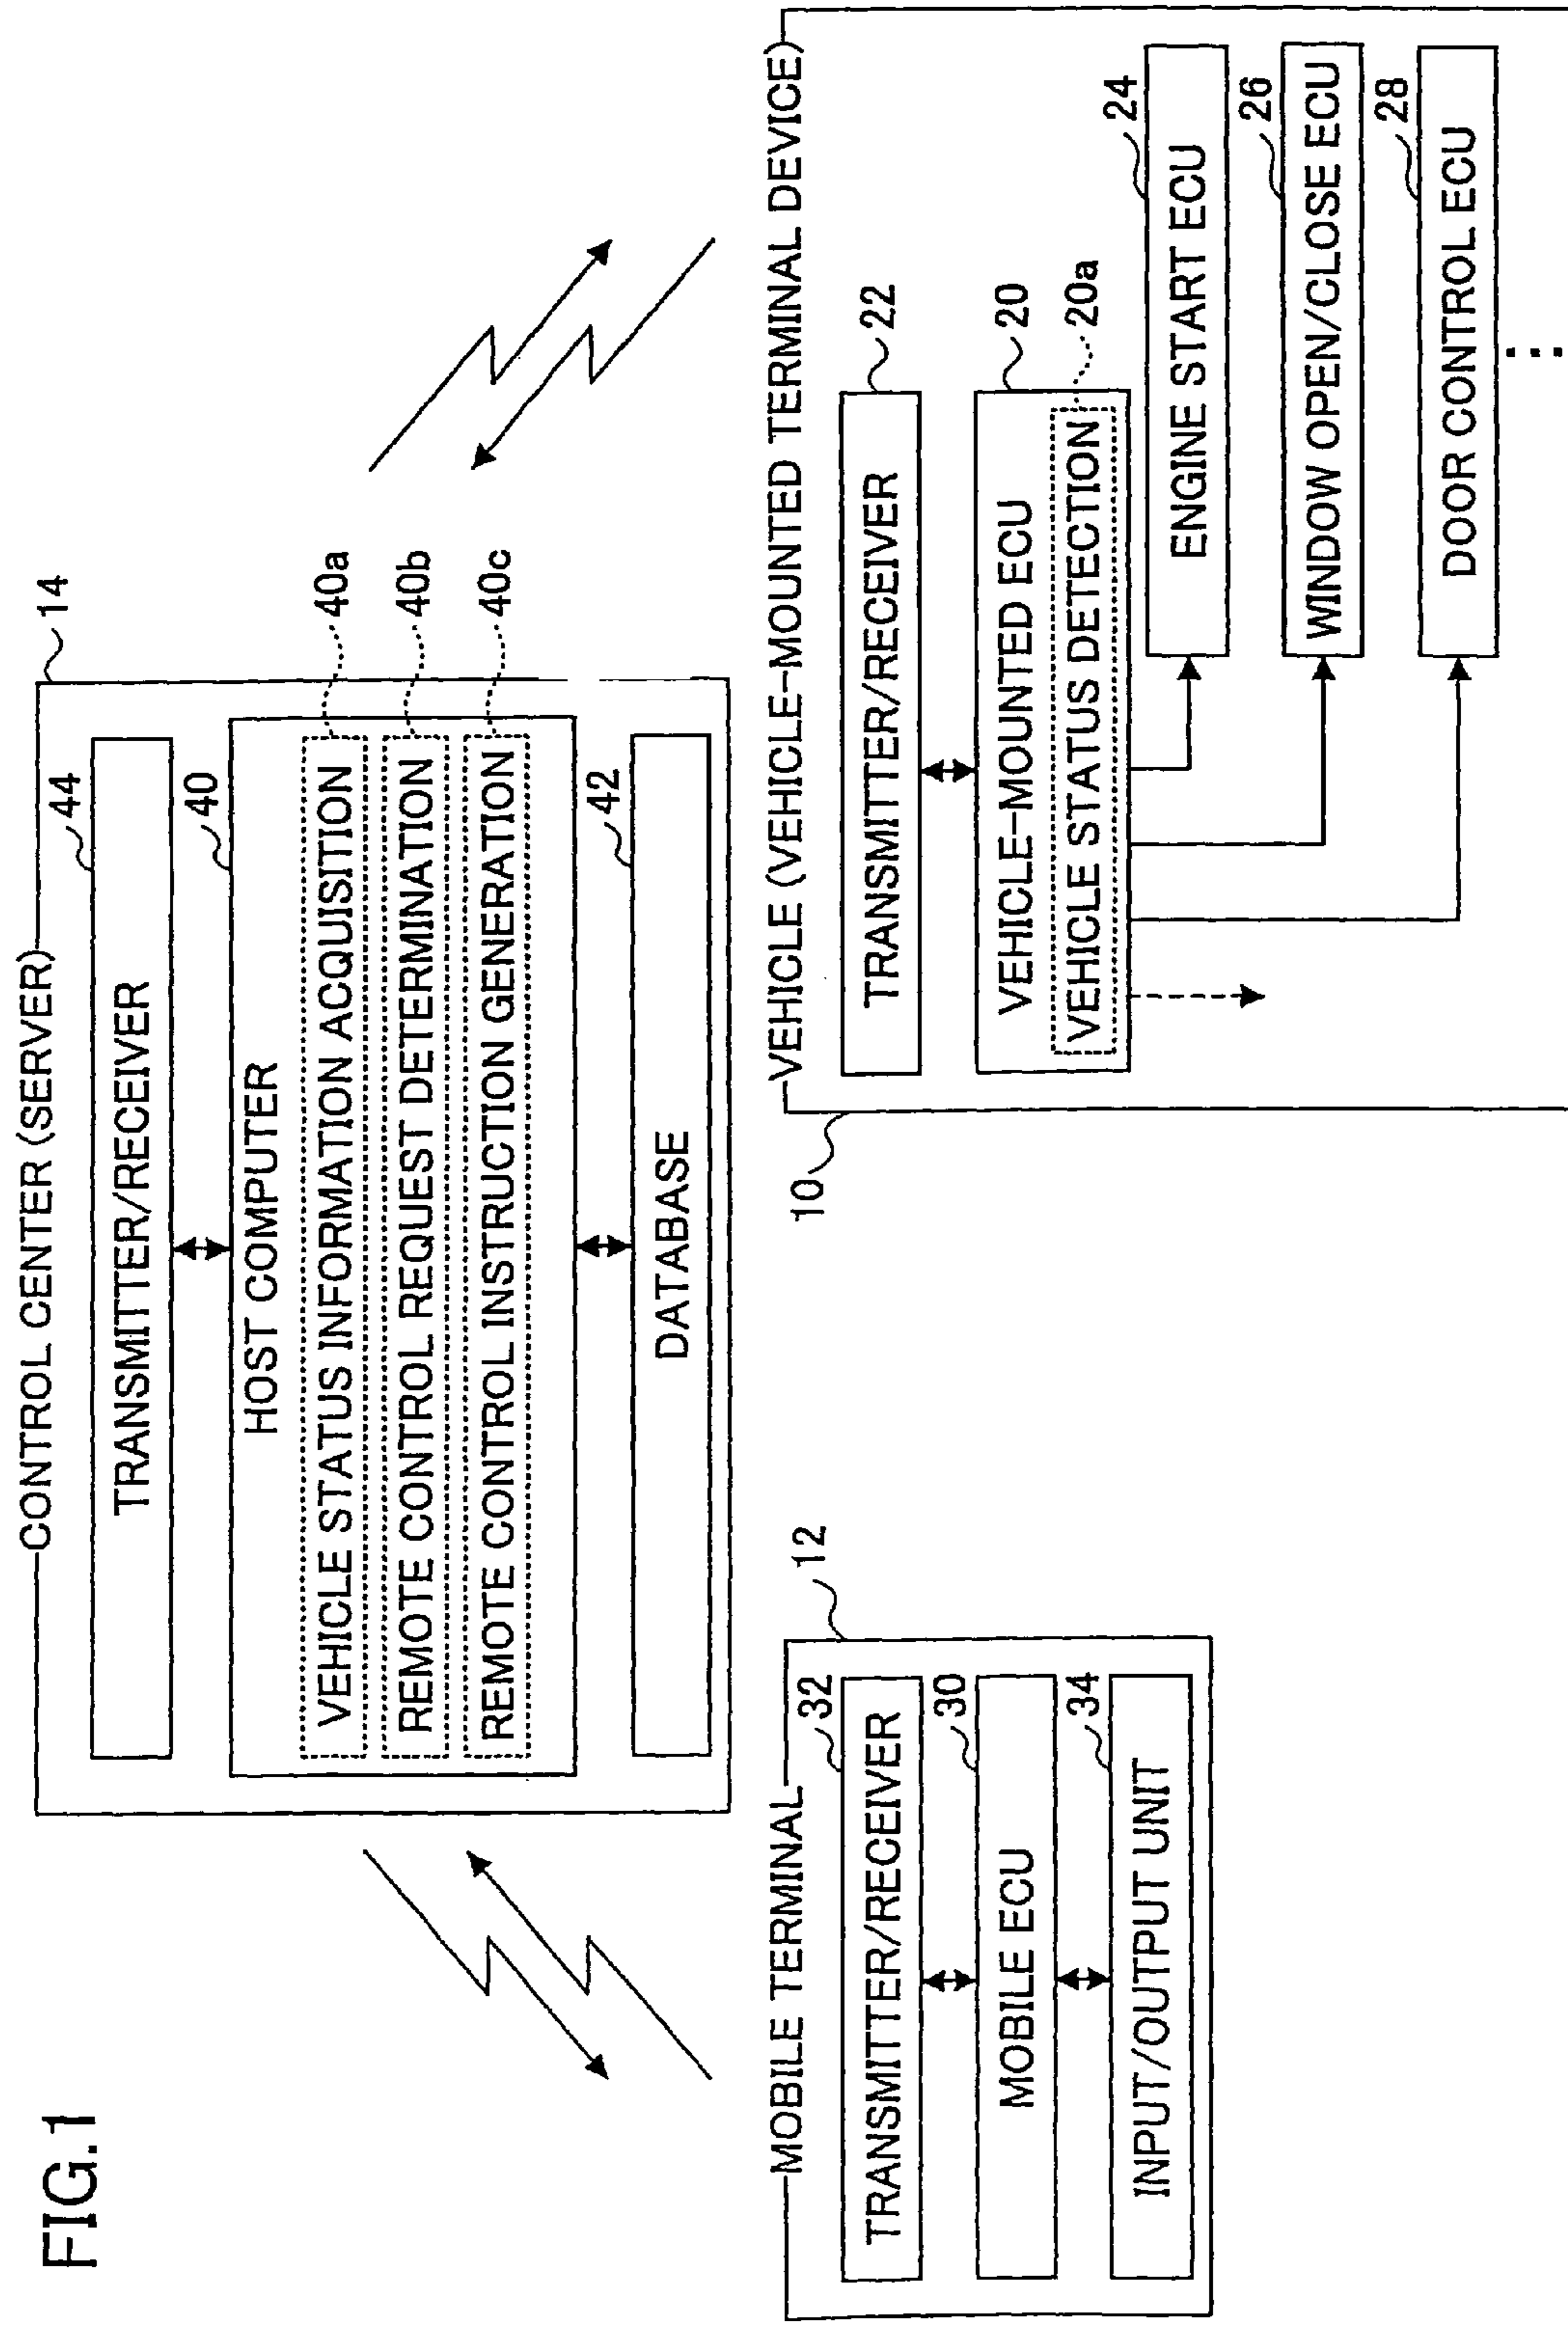 FIG.1
CONTROL CENTER (SERVER)
14
TRANSMITTER/RECEIVER
44
HOST COMPUTER
40
VEHICLE STATUS INFORMATION ACQUISITION
40a
REMOTE CONTROL REQUEST DETERMINATION
40b
REMOTE CONTROL INSTRUCTION GENERATION
40c
DATABASE
42
MOBILE TERMINAL
12
TRANSMITTER/RECEIVER
32
MOBILE ECU
30
INPUT/OUTPUT UNIT
34
VEHICLE (VEHICLE-MOUNTED TERMINAL DEVICE)
10
TRANSMITTER/RECEIVER
22
VEHICLE-MOUNTED ECU
20
VEHICLE STATUS DETECTION
20a
ENGINE START ECU
24
WINDOW OPEN/CLOSE ECU
26
DOOR CONTROL ECU
28